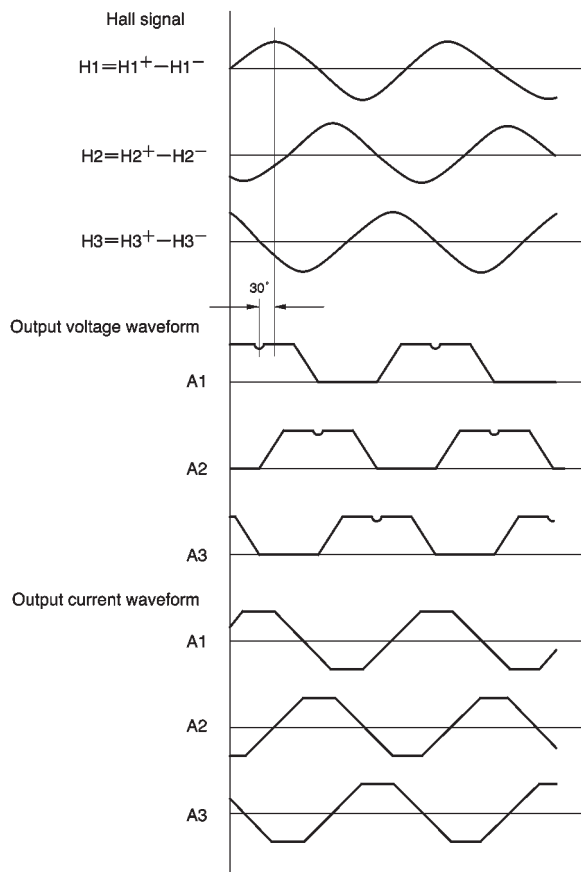 Hall signal
H1=H1+−H1−
H2=H2+−H2−
H3=H3+−H3−
30°
Output voltage waveform
A1
A2
A3
Output current waveform
A1
A2
A3